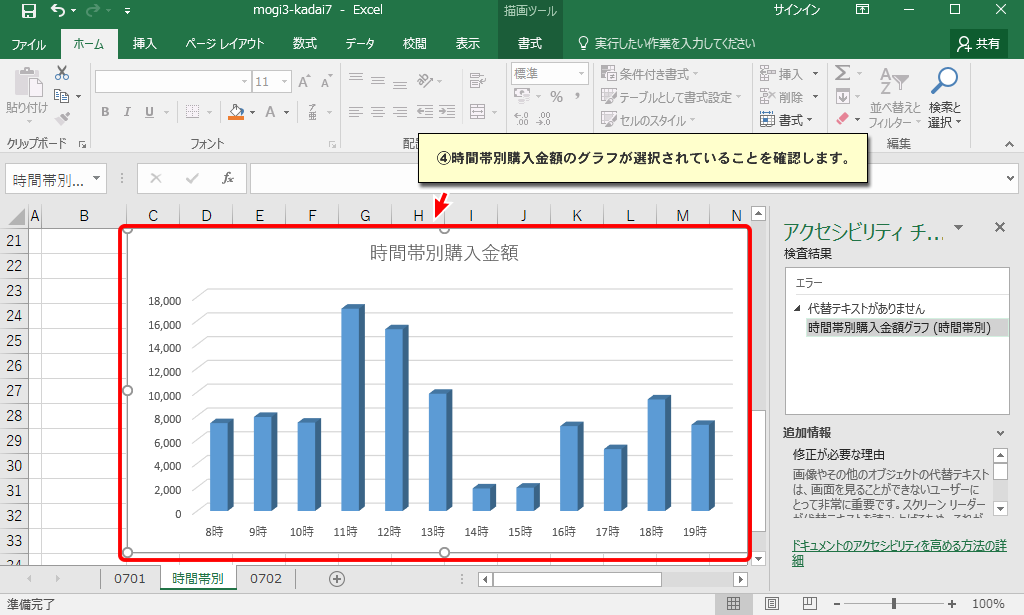 mogi3-kadai7 - Excel
描画ツール
サインイン
ファイル ホーム 挿入 ページ レイアウト 数式 データ 校閲 表示 書式 実行したい作業を入力してください 共有
貼り付け
クリップボード
11
B I U
A
フォント
標準
%
条件付き書式
テーブルとして書式設定
セルのスタイル
挿入
削除
書式
並べ替えと
フィルター
検索と
選択
編集
④時間帯別購入金額のグラフが選択されていることを確認します。
時間帯別...
fx
A B C D E F G H I J K L M N
21
22
23
24
25
26
27
28
29
30
31
32
33
時間帯別購入金額
18,000
16,000
14,000
12,000
10,000
8,000
6,000
4,000
2,000
0
8時 9時 10時 11時 12時 13時 14時 15時 16時 17時 18時 19時
アクセシビリティ チ...
検査結果
エラー
代替テキストがありません
時間帯別購入金額グラフ (時間帯別)
追加情報
修正が必要な理由
画像やその他のオブジェクトの代替テキスト
は、画面を見ることができないユーザーに
とって非常に重要です。スクリーン リーダー
ドキュメントのアクセシビリティを高める方法の詳
細
0701 時間帯別 0702
準備完了
100%